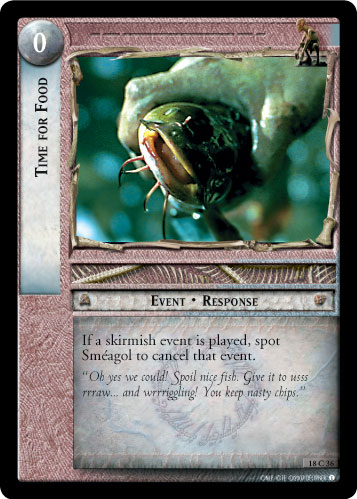 0
Time for Food
Event • Response
If a skirmish event is played, spot
Sméagol to cancel that event.
“Oh yes we could! Spoil nice fish. Give it to usss
rrraw... and wrrriggling! You keep nasty chips.”
18 C 36